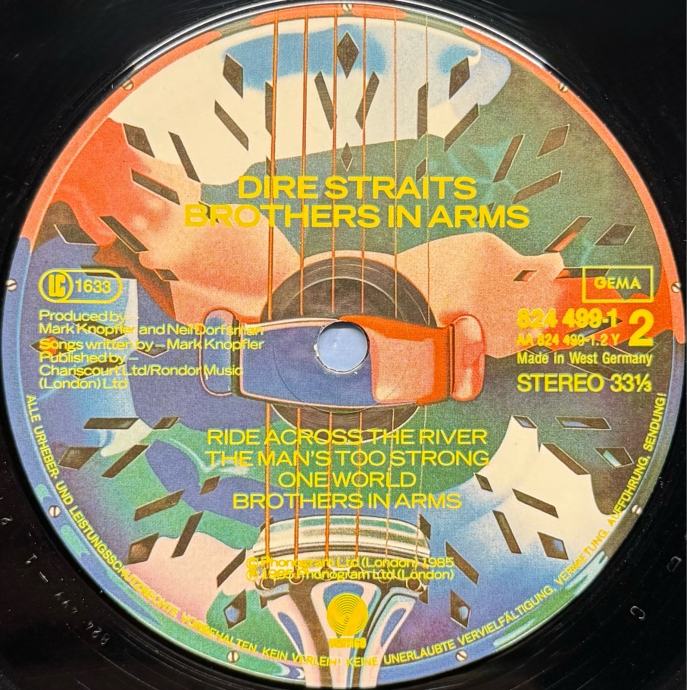 DIRE STRAITS
BROTHERS IN ARMS
LC 1633
GEMA
Produced by
Mark Knopfler and Neil Dorfsman
Songs written by – Mark Knopfler
Published by –
Chariscourt Ltd/Rondor Music
(London) Ltd
824 499-1 2
AA 824 499-1.2 Y
Made in West Germany
STEREO 33⅓
RIDE ACROSS THE RIVER
THE MAN'S TOO STRONG
ONE WORLD
BROTHERS IN ARMS
© Phonogram Ltd (London) 1985
℗ 1985 Phonogram Ltd (London)
VERTIGO
ALLE URHEBER- UND LEISTUNGSSCHUTZRECHTE VORBEHALTEN. KEIN VERLEIH! KEINE UNERLAUBTE VERVIELFÄLTIGUNG, VERMIETUNG, AUFFÜHRUNG, SENDUNG!